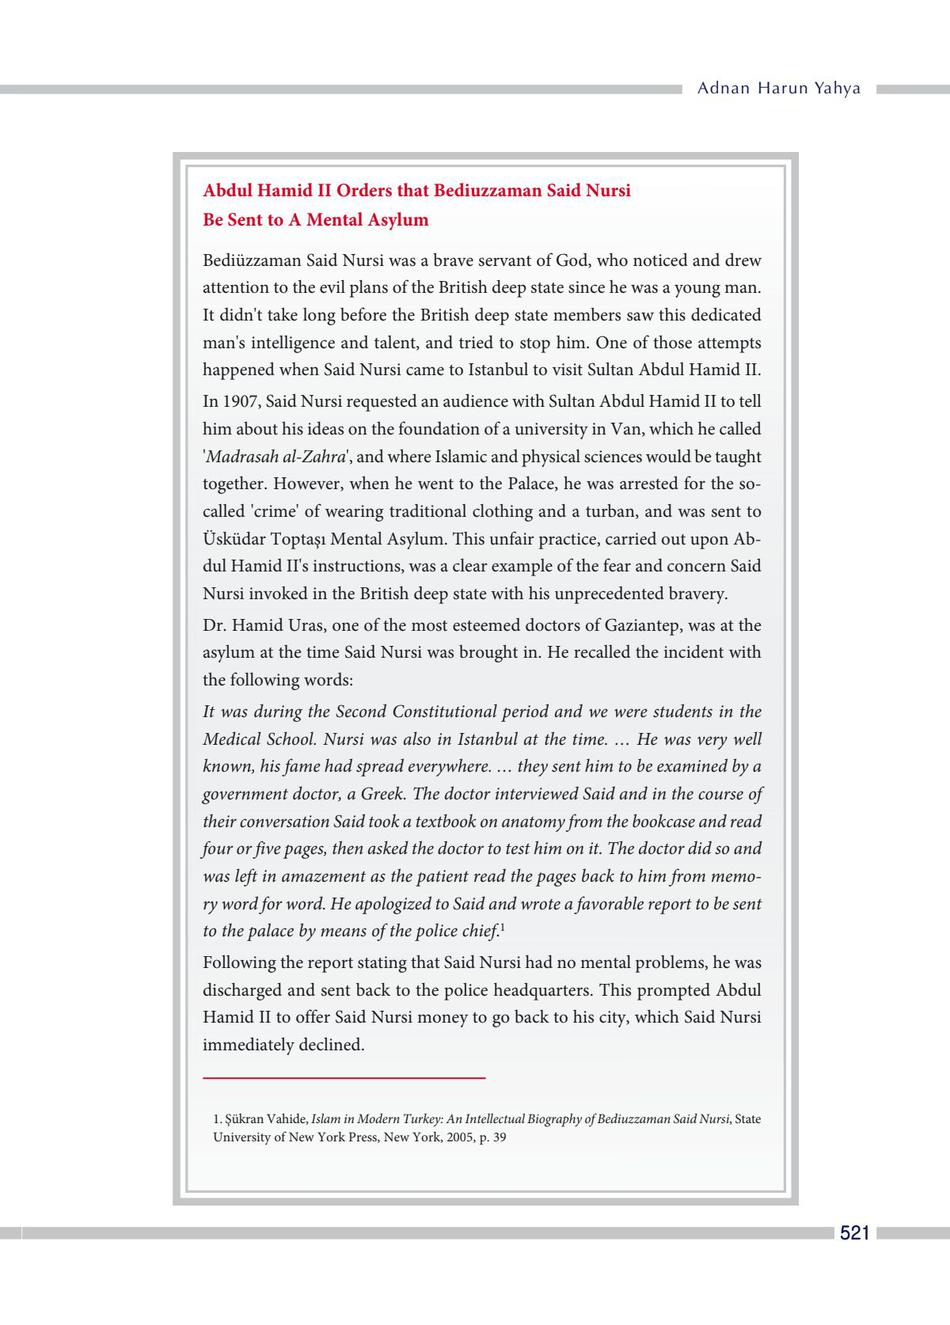 Adnan Harun Yahya
Abdul Hamid II Orders that Bediuzzaman Said Nursi
Be Sent to A Mental Asylum
Bediüzzaman Said Nursi was a brave servant of God, who noticed and drew
attention to the evil plans of the British deep state since he was a young man.
It didn't take long before the British deep state members saw this dedicated
man's intelligence and talent, and tried to stop him. One of those attempts
happened when Said Nursi came to Istanbul to visit Sultan Abdul Hamid II.
In 1907, Said Nursi requested an audience with Sultan Abdul Hamid II to tell
him about his ideas on the foundation of a university in Van, which he called
'Madrasah al-Zahra', and where Islamic and physical sciences would be taught
together. However, when he went to the Palace, he was arrested for the so-
called 'crime' of wearing traditional clothing and a turban, and was sent to
Üsküdar Toptaşı Mental Asylum. This unfair practice, carried out upon Ab-
dul Hamid II's instructions, was a clear example of the fear and concern Said
Nursi invoked in the British deep state with his unprecedented bravery.
Dr. Hamid Uras, one of the most esteemed doctors of Gaziantep, was at the
asylum at the time Said Nursi was brought in. He recalled the incident with
the following words:
It was during the Second Constitutional period and we were students in the
Medical School. Nursi was also in Istanbul at the time. … He was very well
known, his fame had spread everywhere. … they sent him to be examined by a
government doctor, a Greek. The doctor interviewed Said and in the course of
their conversation Said took a textbook on anatomy from the bookcase and read
four or five pages, then asked the doctor to test him on it. The doctor did so and
was left in amazement as the patient read the pages back to him from memo-
ry word for word. He apologized to Said and wrote a favorable report to be sent
to the palace by means of the police chief.¹
Following the report stating that Said Nursi had no mental problems, he was
discharged and sent back to the police headquarters. This prompted Abdul
Hamid II to offer Said Nursi money to go back to his city, which Said Nursi
immediately declined.
1. Şükran Vahide, Islam in Modern Turkey: An Intellectual Biography of Bediuzzaman Said Nursi, State
University of New York Press, New York, 2005, p. 39
521